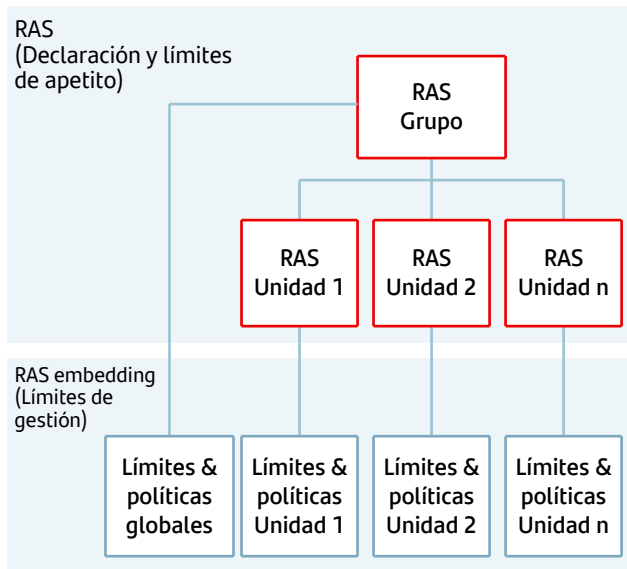 RAS
(Declaración y límites
de apetito)
RAS
Grupo
RAS
Unidad 1
RAS
Unidad 2
RAS
Unidad n
RAS embedding
(Límites de
gestión)
Límites &
políticas
globales
Límites &
políticas
Unidad 1
Límites &
políticas
Unidad 2
Límites &
políticas
Unidad n